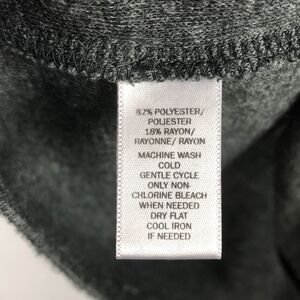 82% POLYESTER/
POLIESTER
18% RAYON/
RAYONNE/ RAYON
MACHINE WASH
COLD
GENTLE CYCLE
ONLY NON-
CHLORINE BLEACH
WHEN NEEDED
DRY FLAT
COOL IRON
IF NEEDED